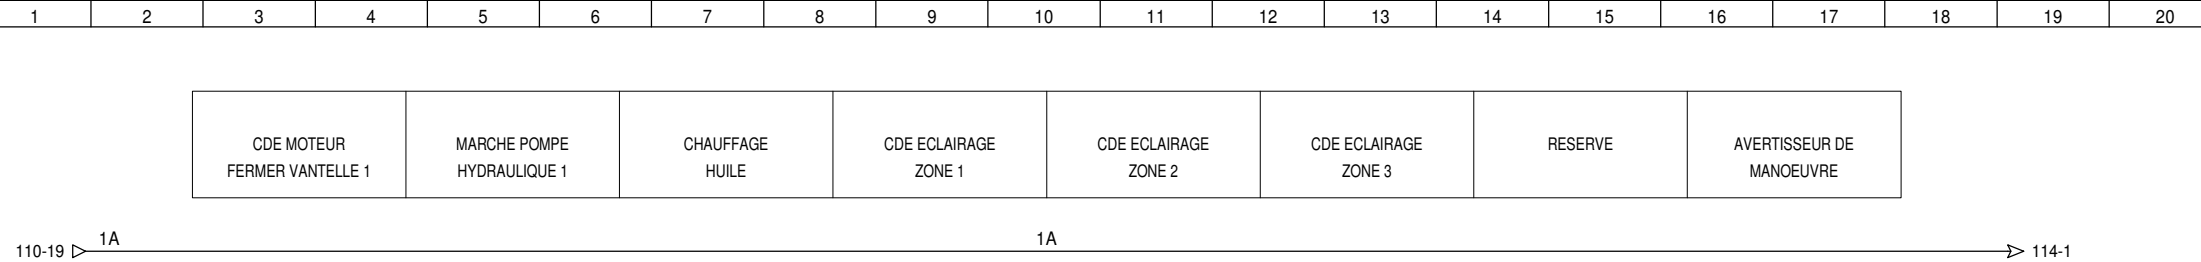 1 2 3 4 5 6 7 8 9 10 11 12 13 14 15 16 17 18 19 20
CDE MOTEUR
FERMER VANTELLE 1
MARCHE POMPE
HYDRAULIQUE 1
CHAUFFAGE
HUILE
CDE ECLAIRAGE
ZONE 1
CDE ECLAIRAGE
ZONE 2
CDE ECLAIRAGE
ZONE 3
RESERVE
AVERTISSEUR DE
MANOEUVRE
110-19 1A 1A 114-1